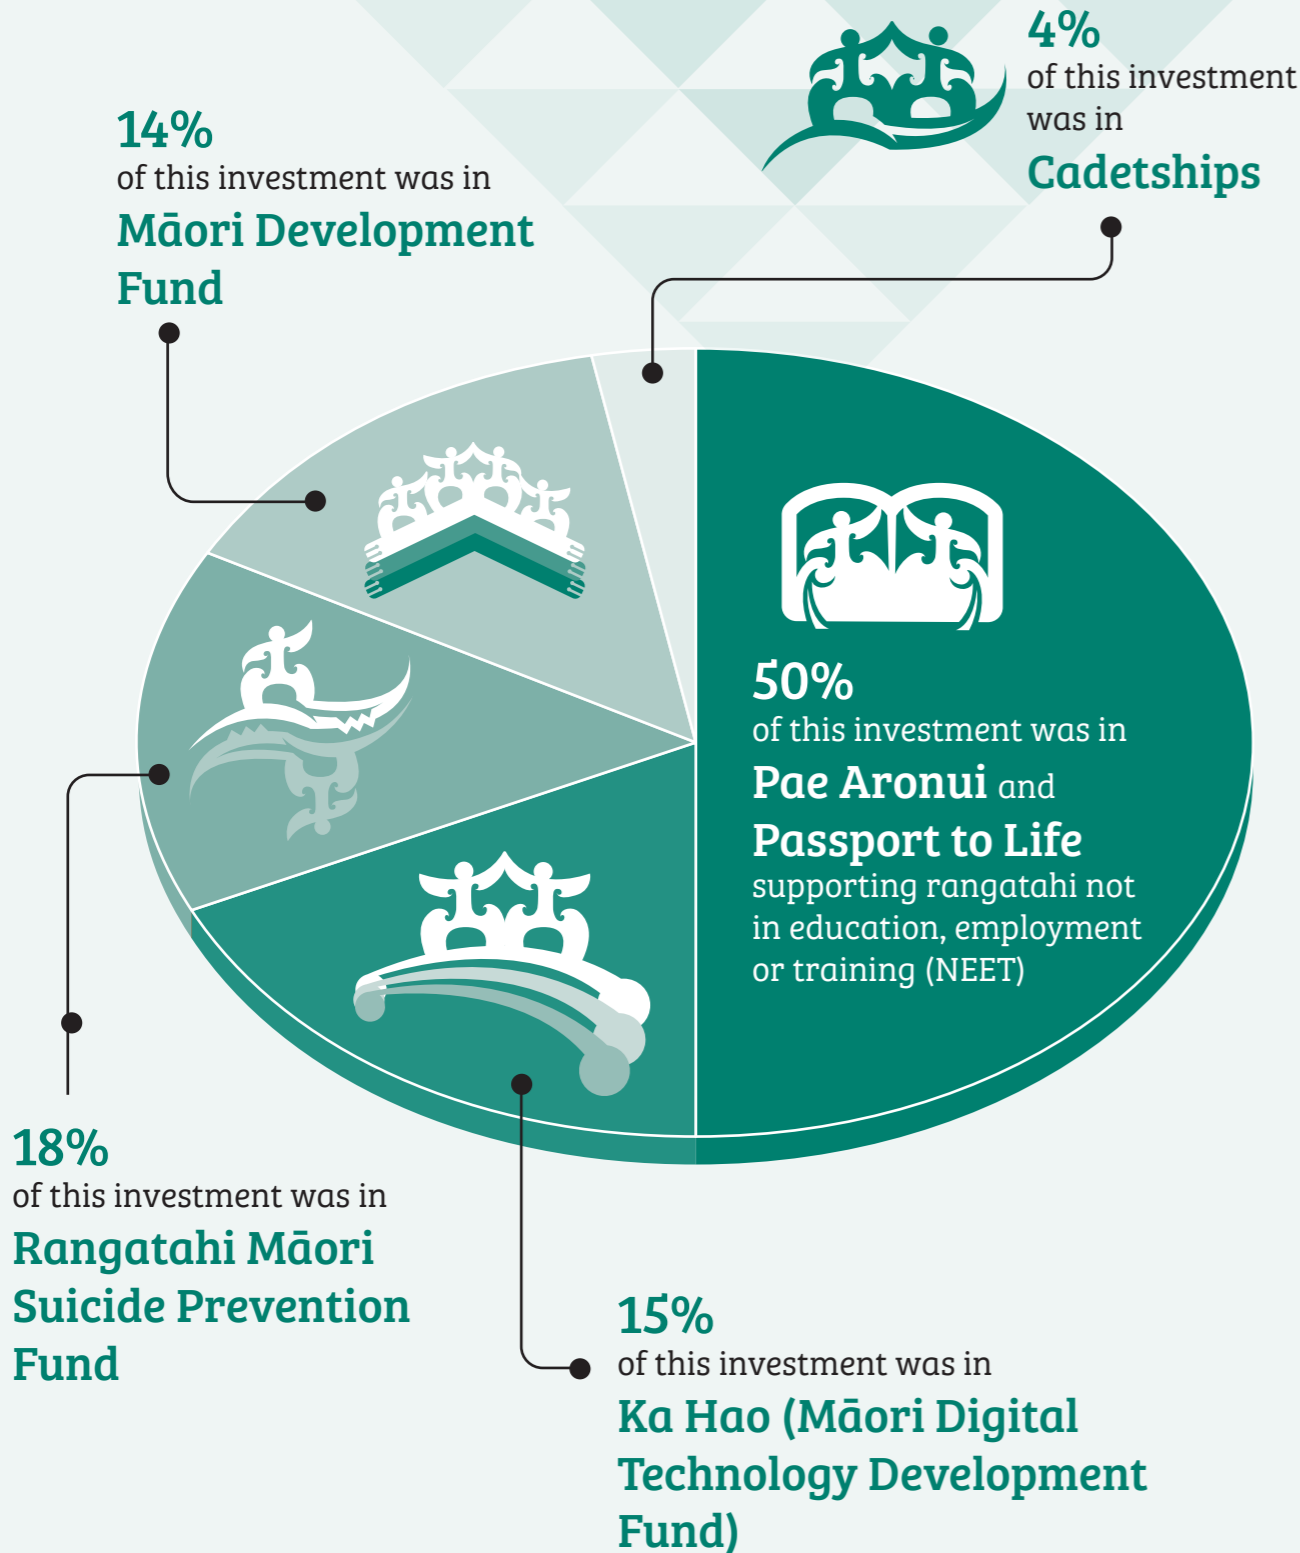 4%
of this investment
was in
Cadetships
14%
of this investment was in
Māori Development
Fund
50%
of this investment was in
Pae Aronui and
Passport to Life
supporting rangatahi not
in education, employment
or training (NEET)
18%
of this investment was in
Rangatahi Māori
Suicide Prevention
Fund
15%
of this investment was in
Ka Hao (Māori Digital
Technology Development
Fund)